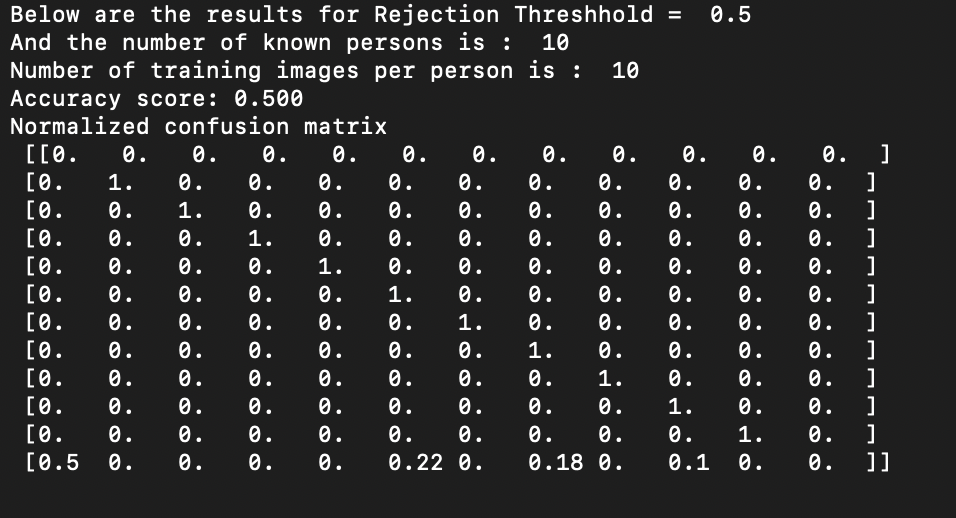 Below are the results for Rejection Threshhold =  0.5
And the number of known persons is :  10
Number of training images per person is :  10
Accuracy score: 0.500
Normalized confusion matrix
 [[0.   0.   0.   0.   0.   0.   0.   0.   0.   0.   0.   0.  ]
 [0.   1.   0.   0.   0.   0.   0.   0.   0.   0.   0.   0.  ]
 [0.   0.   1.   0.   0.   0.   0.   0.   0.   0.   0.   0.  ]
 [0.   0.   0.   1.   0.   0.   0.   0.   0.   0.   0.   0.  ]
 [0.   0.   0.   0.   1.   0.   0.   0.   0.   0.   0.   0.  ]
 [0.   0.   0.   0.   0.   1.   0.   0.   0.   0.   0.   0.  ]
 [0.   0.   0.   0.   0.   0.   1.   0.   0.   0.   0.   0.  ]
 [0.   0.   0.   0.   0.   0.   0.   1.   0.   0.   0.   0.  ]
 [0.   0.   0.   0.   0.   0.   0.   0.   1.   0.   0.   0.  ]
 [0.   0.   0.   0.   0.   0.   0.   0.   0.   1.   0.   0.  ]
 [0.   0.   0.   0.   0.   0.   0.   0.   0.   0.   1.   0.  ]
 [0.5  0.   0.   0.   0.   0.22 0.   0.18 0.   0.1  0.   0.  ]]